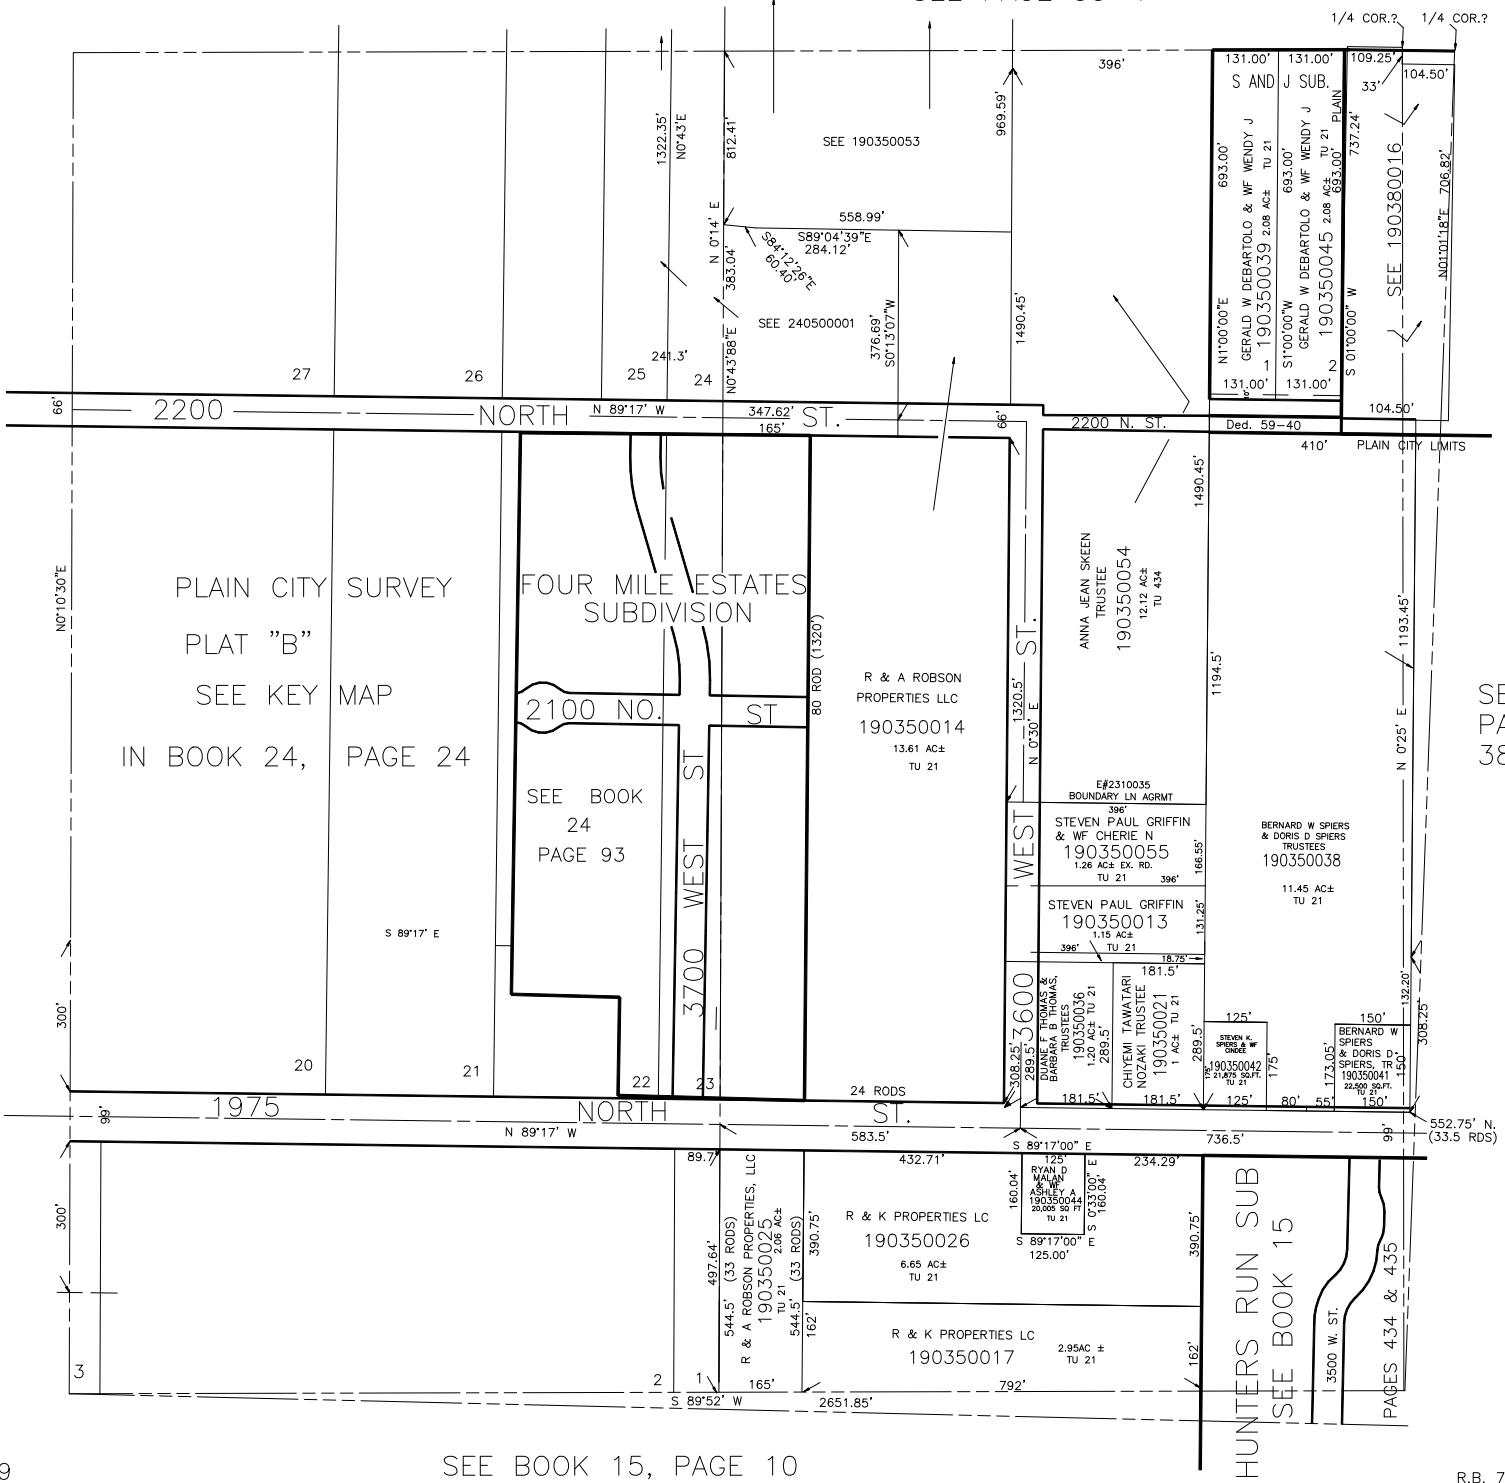 1/4 COR.? 1/4 COR.?
396'
131.00' 131.00' 109.25'
104.50'
33'
S AND J SUB.
PLAIN
693.00'
GERALD W DEBARTOLO & WF WENDY J
190350039 2.08 AC± TU 21
693.00'
GERALD W DEBARTOLO & WF WENDY J
190350045 2.08 AC± TU 21
693.00'
737.24'
SEE 190380016
N01°01'18"E 706.82'
N1°00'00"E
S1°00'00"W
S 01°00'00" W
1
2
131.00' 131.00'
104.50'
1322.35'
N0°43'E
812.41'
969.59'
SEE 190350053
N 0°14' E
383.04'
558.99'
S89°04'39"E
284.12'
S84°12'26"E
60.40'
376.69'
S0°13'07"W
1490.45'
SEE 240500001
N0°43'88"E
241.3'
27
26
25
24
66'
2200 NORTH ST.
N 89°17' W
347.62'
165'
66'
2200 N. ST.
Ded. 59-40
410'
PLAIN CITY LIMITS
N0°10'30"E
PLAIN CITY SURVEY
PLAT "B"
SEE KEY MAP
IN BOOK 24, PAGE 24
FOUR MILE ESTATES
SUBDIVISION
2100 NO. ST
SEE BOOK
24
PAGE 93
3700 WEST ST
80 ROD (1320')
R & A ROBSON
PROPERTIES LLC
190350014
13.61 AC±
TU 21
1320.5'
N 0°30' E
3600 WEST ST.
ANNA JEAN SKEEN
TRUSTEE
190350054
12.12 AC±
TU 434
1490.45'
1194.5'
E#2310035
BOUNDARY LN AGRMT
396'
STEVEN PAUL GRIFFIN
& WF CHERIE N
190350055
1.26 AC± EX. RD.
TU 21
396'
166.55'
STEVEN PAUL GRIFFIN
190350013
1.15 AC±
396' TU 21
131.25'
18.75'
181.5'
BERNARD W SPIERS
& DORIS D SPIERS
TRUSTEES
190350038
11.45 AC±
TU 21
1193.45'
N 0°25' E
SE
PA
38
S 89°17' E
300'
20
21
22
23
308.25'
289.5'
DUANE F THOMAS &
BARBARA B THOMAS,
TRUSTEES
190350036
1.20 AC± TU 21
289.5'
CHIYEMI TAWATARI
NOZAKI TRUSTEE
190350021
1 AC± TU 21
289.5'
125'
STEVEN K.
SPIERS & WF
CINDEE
190350042
21,875 SQ.FT.
TU 21
175'
175'
150'
BERNARD W
SPIERS
& DORIS D
SPIERS, TR
190350041
22,500 SQ.FT.
TU 21
173.05'
150'
132.20'
308.25'
181.5' 181.5' 125' 80' 55' 150'
24 RODS
1975 NORTH ST.
99'
N 89°17' W
583.5'
S 89°17'00" E
736.5'
99'
552.75' N.
(33.5 RDS)
300'
89.7'
432.71'
125'
234.29'
160.04'
RYAN D
MALAN
& WF
ASHLEY A
190350044
20,005 SQ FT
TU 21
S 0°33'00" E
160.04'
S 89°17'00" E
125.00'
497.64'
544.5' (33 RODS)
R & A ROBSON PROPERTIES, LLC
190350025
TU 21 2.06 AC±
544.5' (33 RODS)
390.75'
R & K PROPERTIES LC
190350026
6.65 AC±
TU 21
390.75'
162'
R & K PROPERTIES LC
190350017
2.95AC ±
TU 21
162'
HUNTERS RUN SUB
SEE BOOK 15
PAGES 434 & 435
3500 W. ST.
3
2
1
165'
792'
S 89°52' W
2651.85'
9
SEE BOOK 15, PAGE 10
R.B. 7